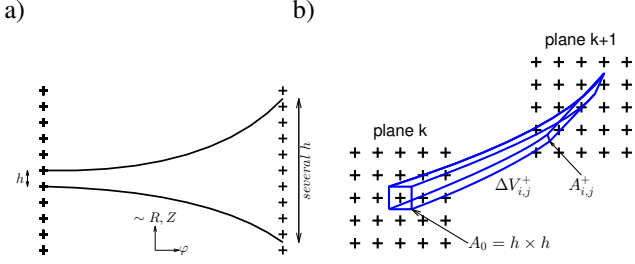 a)
h
several h
~ R, Z
φ
b)
plane k+1
plane k
ΔV⁺ᵢ,ⱼ
A⁺ᵢ,ⱼ
A₀ = h × h